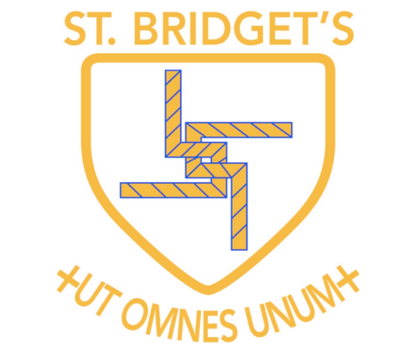 ST. BRIDGET'S
+UT OMNES UNUM+